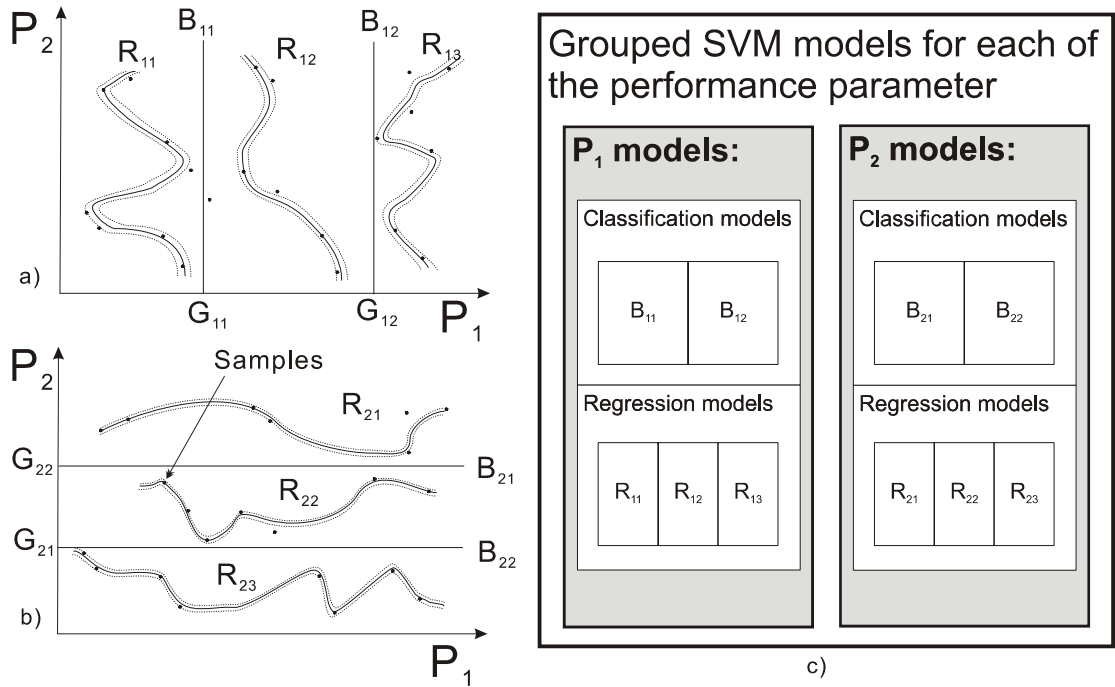 P2
B11
B12
R11
R12
R13
a)
G11
G12
P1
P2
Samples
R21
G22
B21
R22
G21
B22
R23
b)
P1
Grouped SVM models for each of
the performance parameter
P1 models:
Classification models
B11
B12
Regression models
R11
R12
R13
P2 models:
Classification models
B21
B22
Regression models
R21
R22
R23
c)